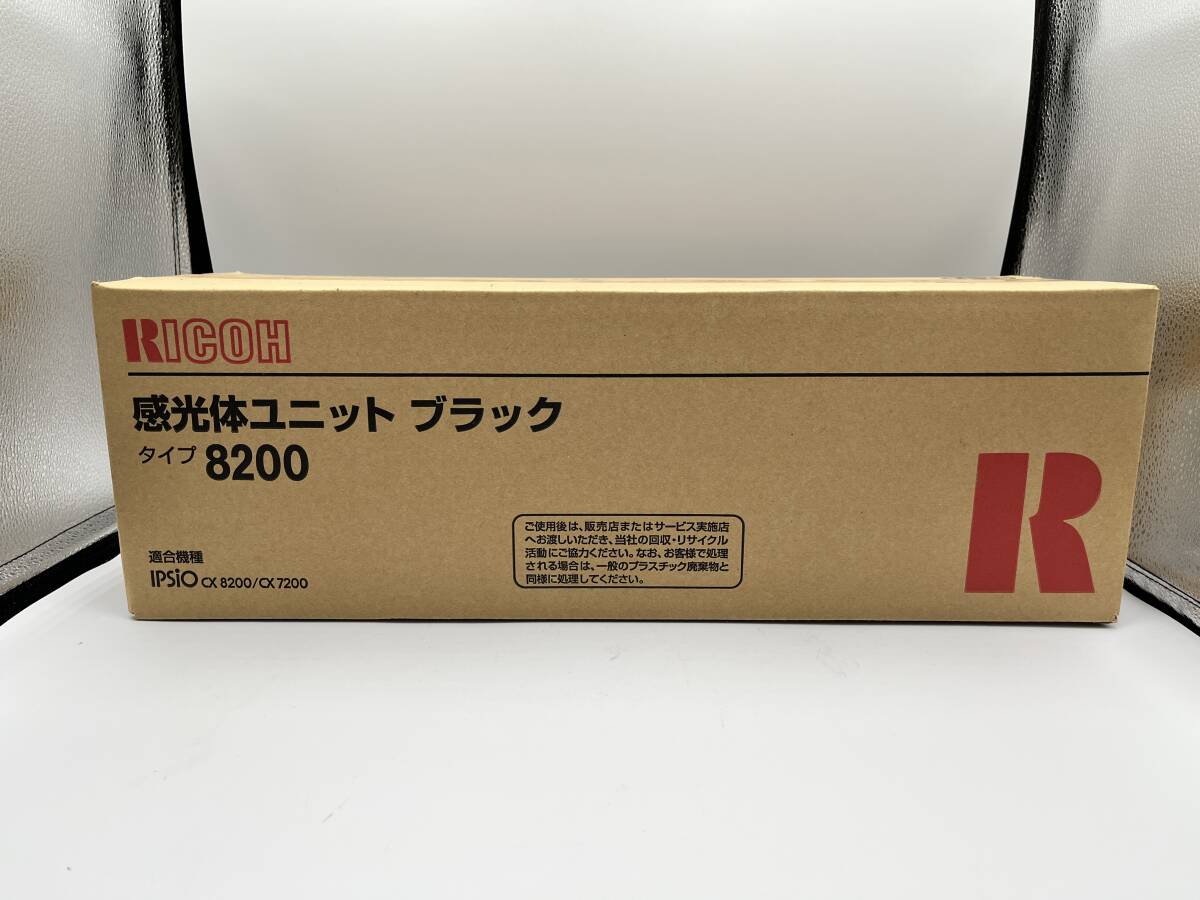 RICOH
感光体ユニット ブラック
タイプ 8200
ご使用後は、販売店またはサービス実施店
へお渡しいただき、当社の回収・リサイクル
活動にご協力ください。なお、お客様で処理
される場合は、一般のプラスチック廃棄物と
同様に処理してください。
適合機種
IPSiO CX 8200/CX 7200
R